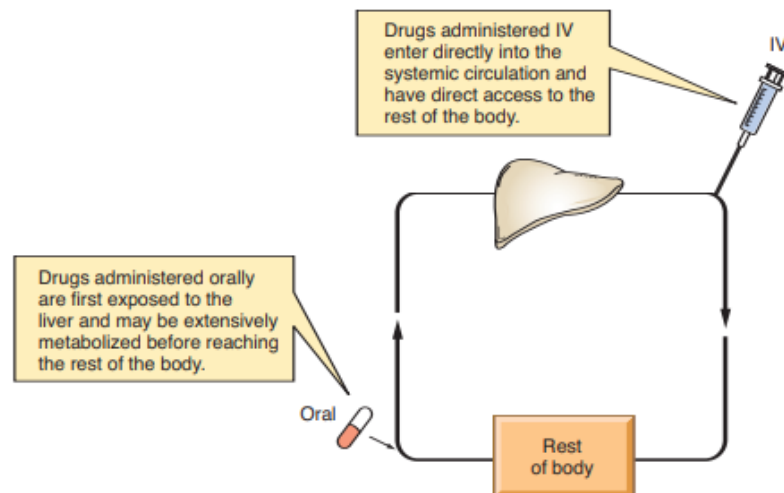 Drugs administered IV
enter directly into the
systemic circulation and
have direct access to the
rest of the body.
IV
Drugs administered orally
are first exposed to the
liver and may be extensively
metabolized before reaching
the rest of the body.
Oral
Rest
of body